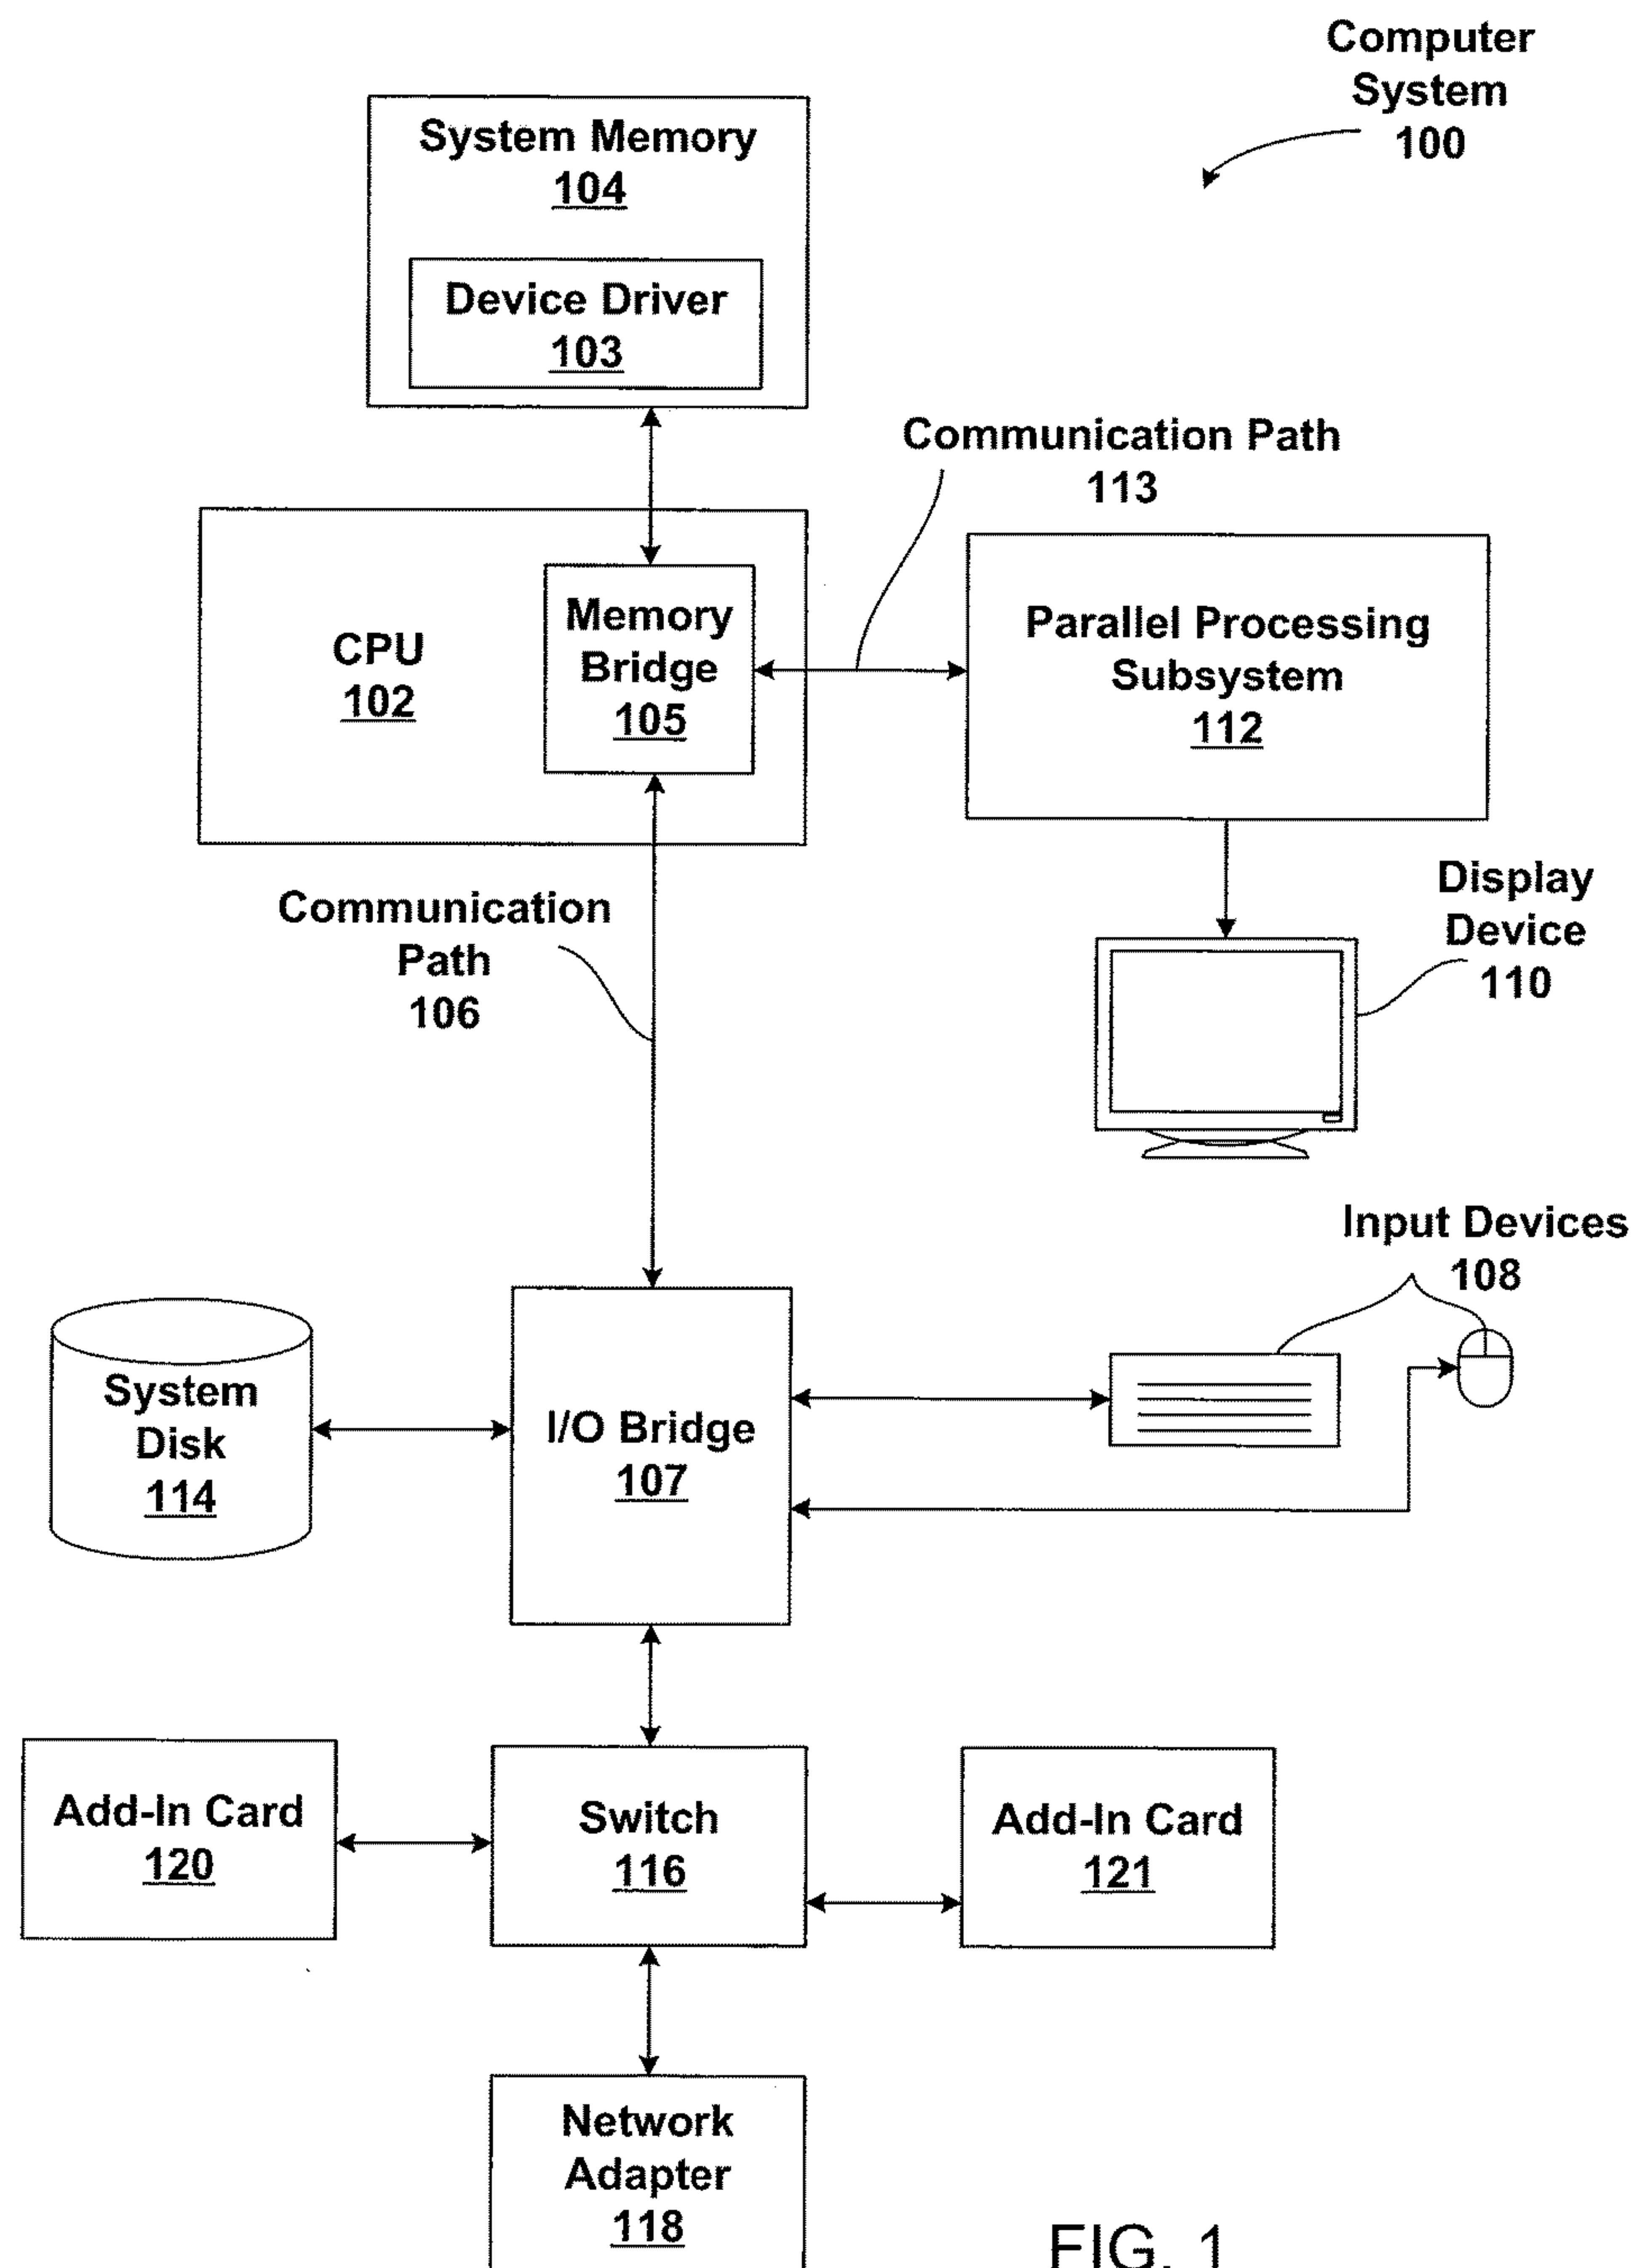 Computer
System
100
System Memory
104
Device Driver
103
Communication Path
113
CPU
102
Memory
Bridge
105
Parallel Processing
Subsystem
112
Communication
Path
106
Display
Device
110
Input Devices
108
System
Disk
114
I/O Bridge
107
Add-In Card
120
Switch
116
Add-In Card
121
Network
Adapter
118
FIG. 1